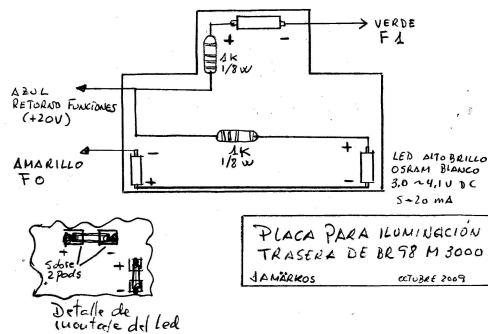 VERDE
F1
+ -
1K
1/8W
AZUL
RETORNO FUNCIONES
(+20V)
1K
1/8W
AMARILLO
F0
+
-
+
-
LED ALTO BRILLO
OSRAM BLANCO
3,0 ~ 4,1 V DC
5-20 mA
+ -
Sobre
2 pads
+
-
Detalle de
montaje del Led
PLACA PARA ILUMINACIÓN
TRASERA DE BR98 M 3000
JAMÄRKOS OCTUBRE 2009